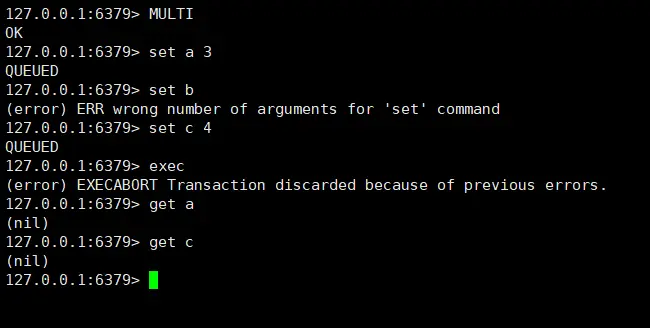 127.0.0.1:6379> MULTI
OK
127.0.0.1:6379> set a 3
QUEUED
127.0.0.1:6379> set b
(error) ERR wrong number of arguments for 'set' command
127.0.0.1:6379> set c 4
QUEUED
127.0.0.1:6379> exec
(error) EXECABORT Transaction discarded because of previous errors.
127.0.0.1:6379> get a
(nil)
127.0.0.1:6379> get c
(nil)
127.0.0.1:6379>